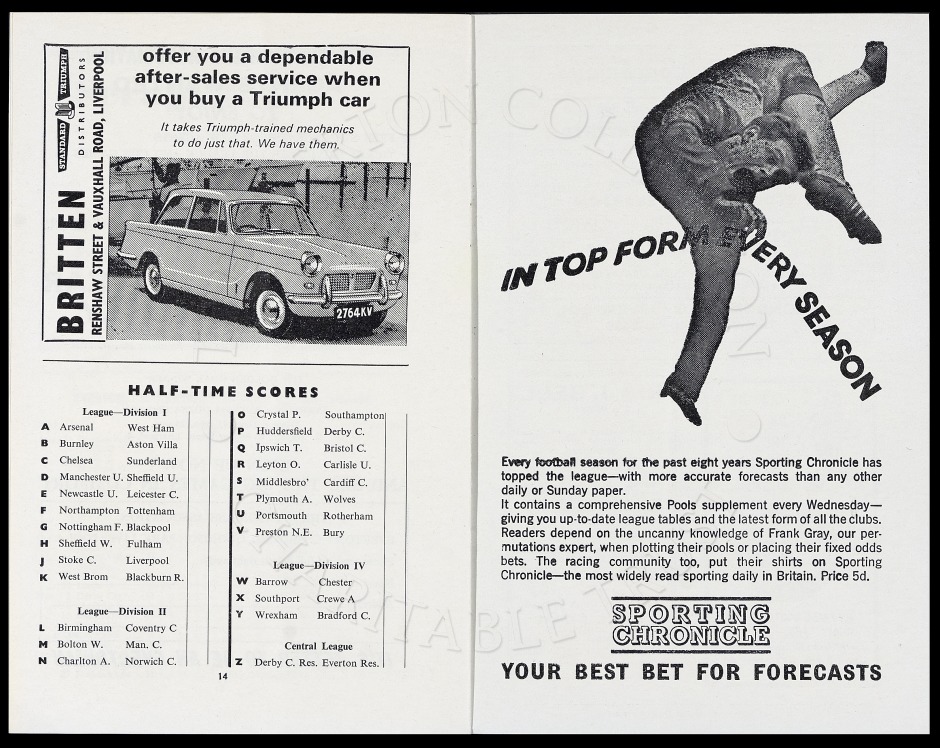 BRITTEN
RENSHAW STREET & VAUXHALL ROAD, LIVERPOOL
STANDARD TRIUMPH
DISTRIBUTORS
offer you a dependable
after-sales service when
you buy a Triumph car
It takes Triumph-trained mechanics
to do just that. We have them.
2764 KV
HALF-TIME SCORES
League—Division I
A Arsenal West Ham
B Burnley Aston Villa
C Chelsea Sunderland
D Manchester U. Sheffield U.
E Newcastle U. Leicester C.
F Northampton Tottenham
G Nottingham F. Blackpool
H Sheffield W. Fulham
J Stoke C. Liverpool
K West Brom Blackburn R.
League—Division II
L Birmingham Coventry C
M Bolton W. Man. C.
N Charlton A. Norwich C.
O Crystal P. Southampton
P Huddersfield Derby C.
Q Ipswich T. Bristol C.
R Leyton O. Carlisle U.
S Middlesbro' Cardiff C.
T Plymouth A. Wolves
U Portsmouth Rotherham
V Preston N.E. Bury
League—Division IV
W Barrow Chester
X Southport Crewe A
Y Wrexham Bradford C.
Central League
Z Derby C. Res. Everton Res.
14
IN TOP FORM EVERY SEASON
Every football season for the past eight years Sporting Chronicle has
topped the league—with more accurate forecasts than any other
daily or Sunday paper.
It contains a comprehensive Pools supplement every Wednesday—
giving you up-to-date league tables and the latest form of all the clubs.
Readers depend on the uncanny knowledge of Frank Gray, our per-
mutations expert, when plotting their pools or placing their fixed odds
bets. The racing community too, put their shirts on Sporting
Chronicle—the most widely read sporting daily in Britain. Price 5d.
SPORTING
CHRONICLE
YOUR BEST BET FOR FORECASTS